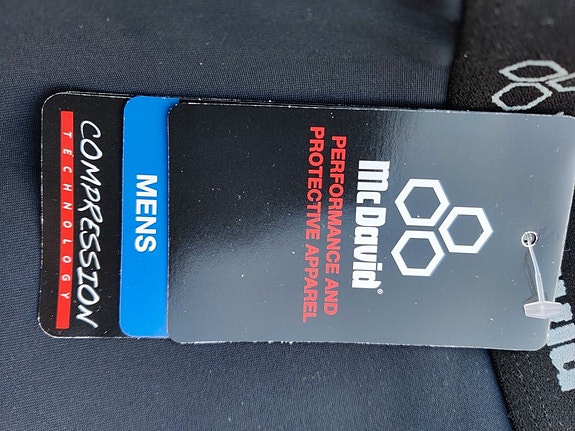 McDavid®
PERFORMANCE AND
PROTECTIVE APPAREL
MENS
COMPRESSION
TECHNOLOGY